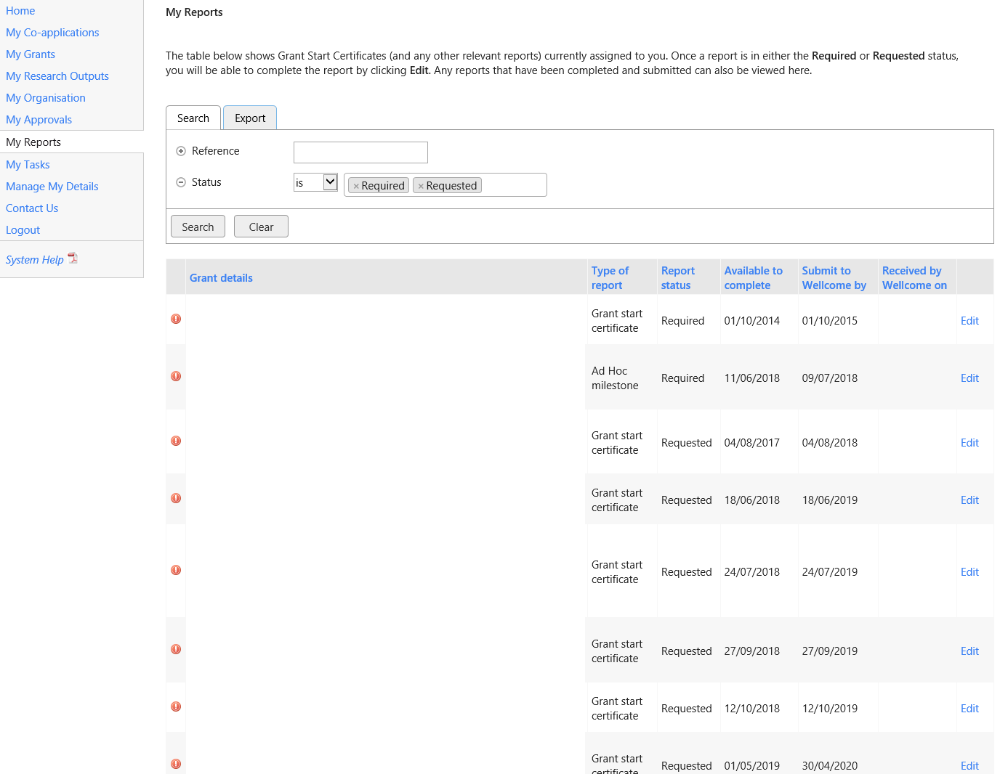 Home
My Co-applications
My Grants
My Research Outputs
My Organisation
My Approvals
My Reports
My Tasks
Manage My Details
Contact Us
Logout
System Help
My Reports
The table below shows Grant Start Certificates (and any other relevant reports) currently assigned to you. Once a report is in either the Required or Requested status,
you will be able to complete the report by clicking Edit. Any reports that have been completed and submitted can also be viewed here.
Search Export
Reference
Status is × Required × Requested
Search Clear
Grant details Type of report Report status Available to complete Submit to Wellcome by Received by Wellcome on
Grant start certificate Required 01/10/2014 01/10/2015 Edit
Ad Hoc milestone Required 11/06/2018 09/07/2018 Edit
Grant start certificate Requested 04/08/2017 04/08/2018 Edit
Grant start certificate Requested 18/06/2018 18/06/2019 Edit
Grant start certificate Requested 24/07/2018 24/07/2019 Edit
Grant start certificate Requested 27/09/2018 27/09/2019 Edit
Grant start certificate Requested 12/10/2018 12/10/2019 Edit
Grant start certificate Requested 01/05/2019 30/04/2020 Edit